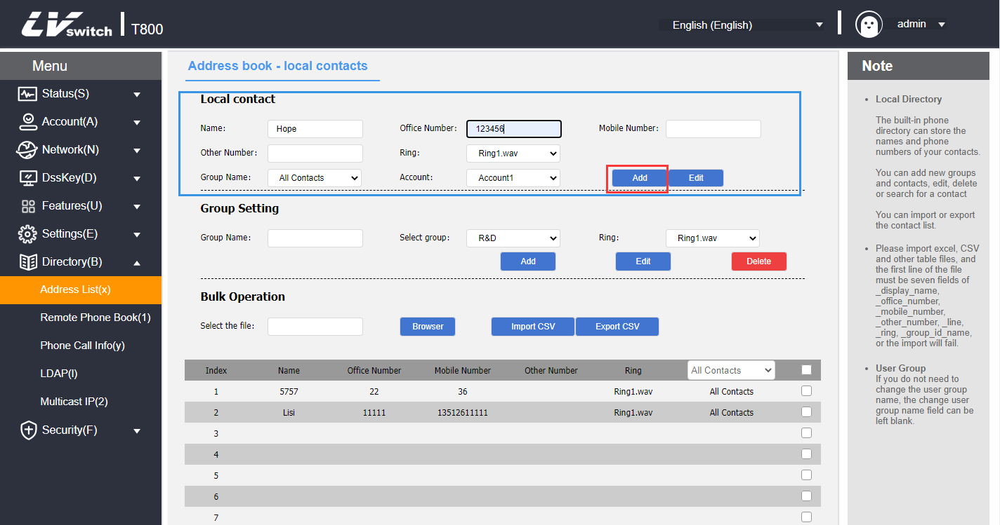 LVswitch T800
English (English)
admin
Menu
Status(S)
Account(A)
Network(N)
DssKey(D)
Features(U)
Settings(E)
Directory(B)
Address List(x)
Remote Phone Book(1)
Phone Call Info(y)
LDAP(l)
Multicast IP(2)
Security(F)
Address book - local contacts
Local contact
Name: Hope Office Number: 123456 Mobile Number:
Other Number: Ring: Ring1.wav
Group Name: All Contacts Account: Account1 Add Edit
Group Setting
Group Name: Select group: R&D Ring: Ring1.wav
Add Edit Delete
Bulk Operation
Select the file: Browser Import CSV Export CSV
Index Name Office Number Mobile Number Other Number Ring All Contacts
1 5757 22 36 Ring1.wav All Contacts
2 Lisi 11111 13512611111 Ring1.wav All Contacts
3
4
5
6
7
Note
• Local Directory
The built-in phone
directory can store the
names and phone
numbers of your contacts.
You can add new groups
and contacts, edit, delete
or search for a contact
You can import or export
the contact list.
• Please import excel, CSV
and other table files, and
the first line of the file
must be seven fields of
_display_name,
_office_number,
_mobile_number,
_other_number, _line,
_ring, _group_id_name,
or the import will fail.
• User Group
If you do not need to
change the user group
name, the change user
group name field can be
left blank.